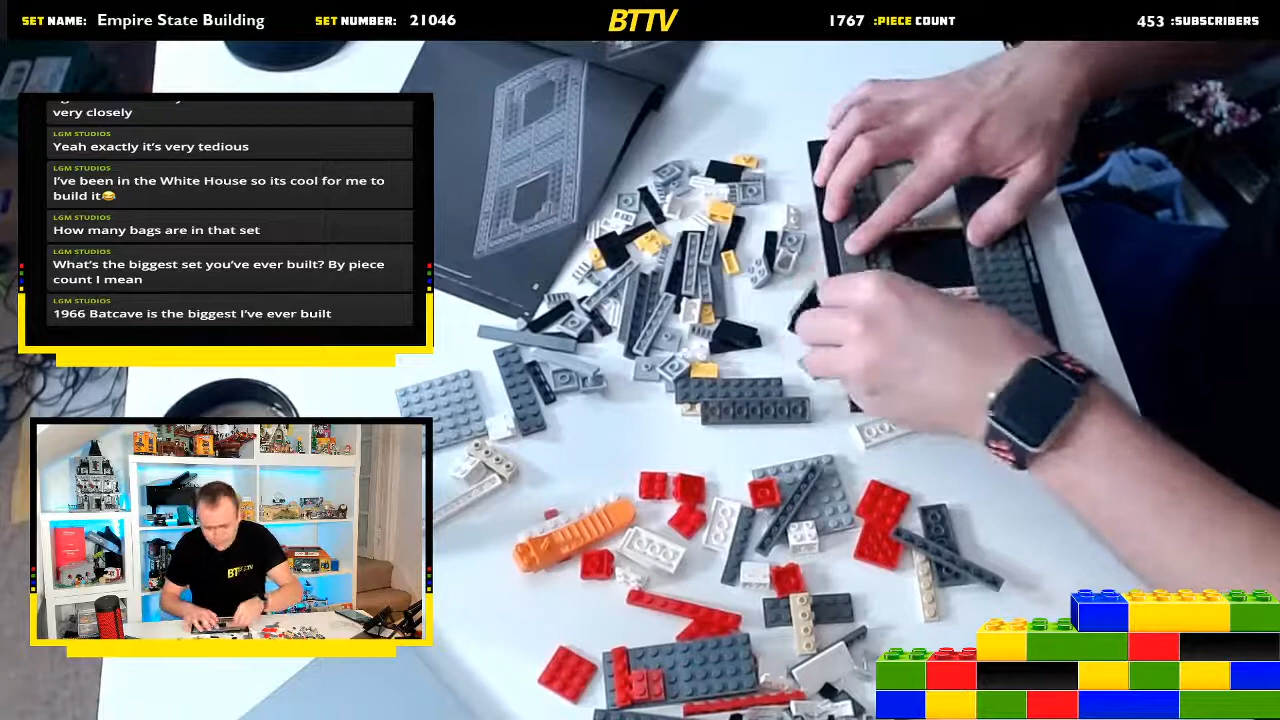 SET NAME: Empire State Building SET NUMBER: 21046 BTTV 1767 :PIECE COUNT 453 :SUBSCRIBERS
very closely
LGM STUDIOS
Yeah exactly it's very tedious
LGM STUDIOS
I've been in the White House so its cool for me to
build it😂
LGM STUDIOS
How many bags are in that set
LGM STUDIOS
What's the biggest set you've ever built? By piece
count I mean
LGM STUDIOS
1966 Batcave is the biggest I've ever built